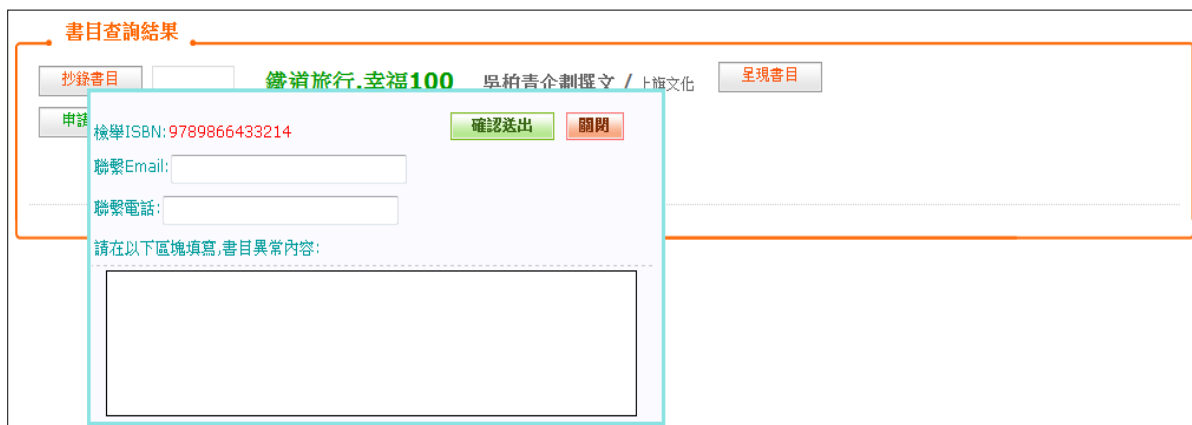 書目查詢結果
抄錄書目 鐵道旅行.幸福100 吳柏青企劃撰文 / 上旗文化 呈現書目
申請
檢舉ISBN:9789866433214 確認送出 關閉
聯繫Email:
聯繫電話:
請在以下區塊填寫,書目異常內容: